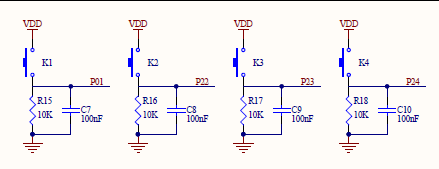 VDD VDD VDD VDD
K1 K2 K3 K4
P01 P22 P23 P24
R15 R16 R17 R18
C7 C8 C9 C10
10K 10K 10K 10K
100nF 100nF 100nF 100nF